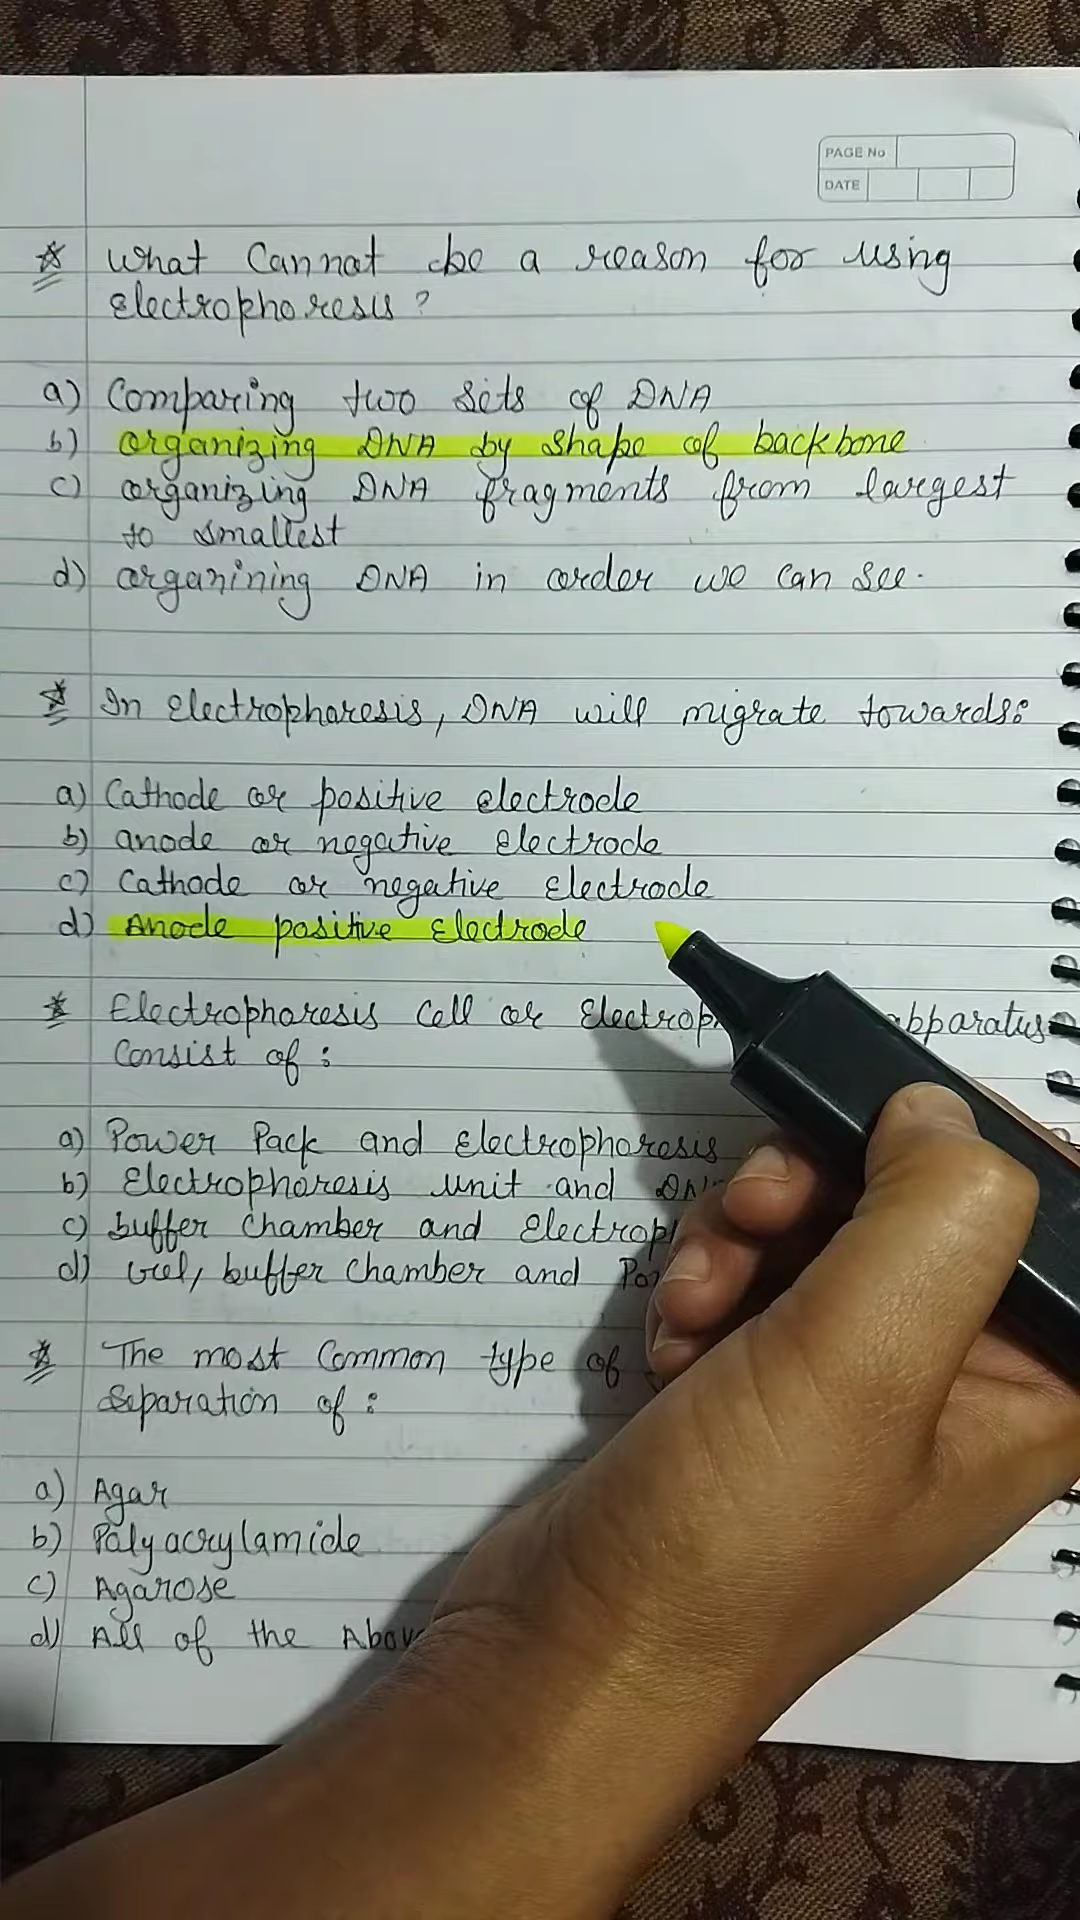 PAGE No
DATE
What Cannot be a reason for using
Electrophoresis?
a) Comparing two sets of DNA
b) organizing DNA by shape of backbone
c) organizing DNA fragments from largest
to smallest
d) organining DNA in order we can see.
In Electrophoresis, DNA will migrate towards:
a) Cathode or positive electrode
b) anode or negative Electrode
c) Cathode or negative Electrode
d) Anode positive Electrode
Electrophoresis Cell or Electrop apparatus
Consist of :
a) Power Pack and Electrophoresis
b) Electrophoresis unit and DN
c) buffer Chamber and Electrop
d) Gel, buffer Chamber and Po
The most Common type of
Separation of :
a) Agar
b) Polyacrylamide
c) Agarose
d) All of the Abov